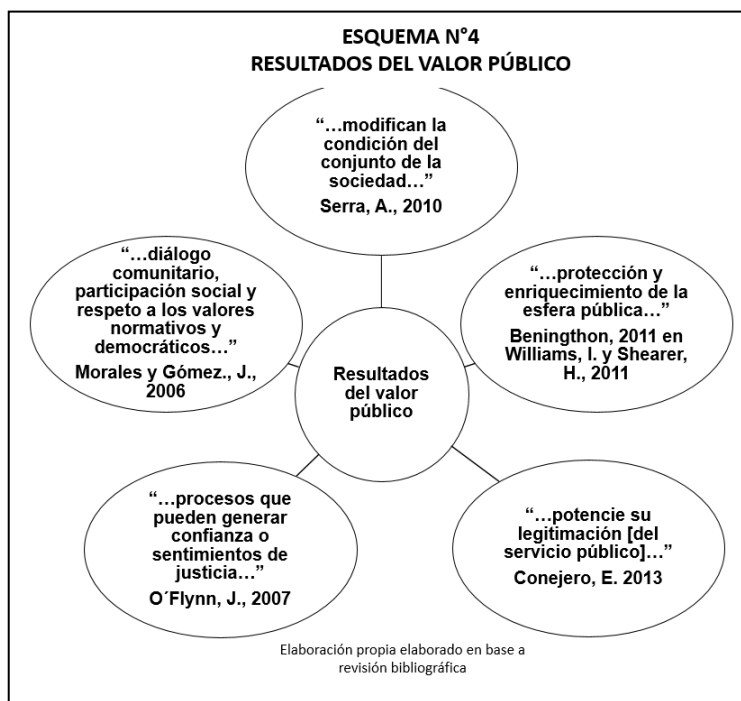 ESQUEMA N°4
RESULTADOS DEL VALOR PÚBLICO
“…modifican la
condición del
conjunto de la
sociedad…”
Serra, A., 2010
“…diálogo
comunitario,
participación social y
respeto a los valores
normativos y
democráticos…”
Morales y Gómez., J.,
2006
“…protección y
enriquecimiento de la
esfera pública…”
Beningthon, 2011 en
Williams, I. y Shearer,
H., 2011
Resultados
del valor
público
“…procesos que
pueden generar
confianza o
sentimientos de
justicia…”
O´Flynn, J., 2007
“…potencie su
legitimación [del
servicio público]…”
Conejero, E. 2013
Elaboración propia elaborado en base a
revisión bibliográfica